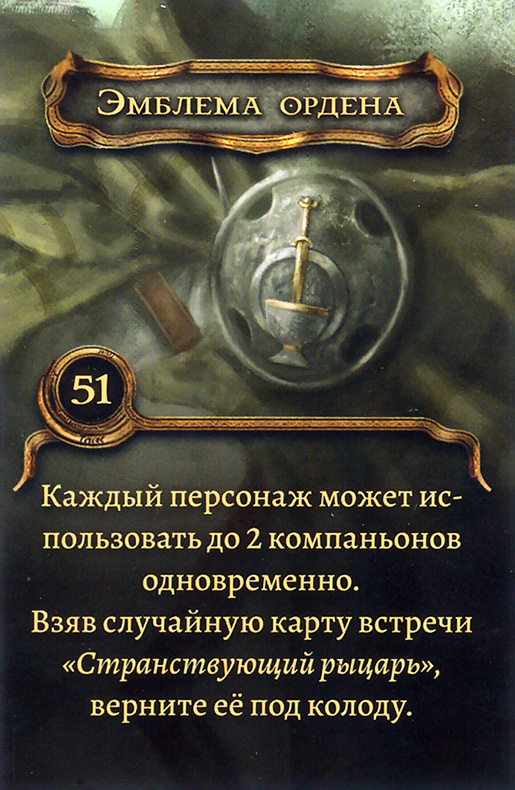 Эмблема ордена
51
Каждый персонаж может ис-
пользовать до 2 компаньонов
одновременно.
Взяв случайную карту встречи
«Странствующий рыцарь»,
верните её под колоду.